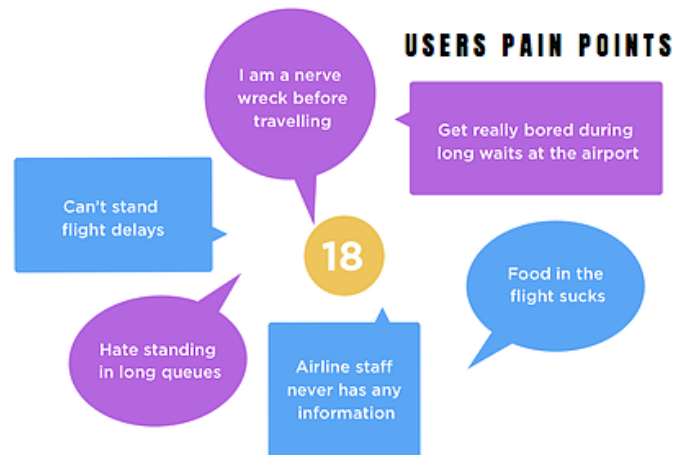 USERS PAIN POINTS
I am a nerve
wreck before
travelling
Get really bored during
long waits at the airport
Can't stand
flight delays
18
Food in the
flight sucks
Hate standing
in long queues
Airline staff
never has any
information